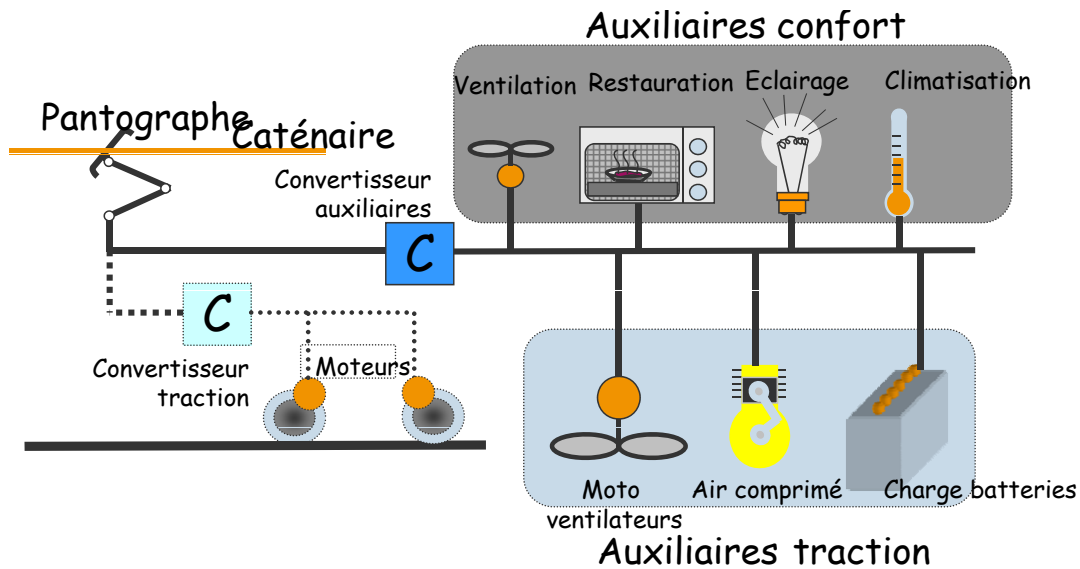 Auxiliaires confort
Ventilation
Restauration
Eclairage
Climatisation
Pantographe
Caténaire
Convertisseur
auxiliaires
C
C
Convertisseur
traction
Moteurs
Moto
ventilateurs
Air comprimé
Charge batteries
Auxiliaires traction